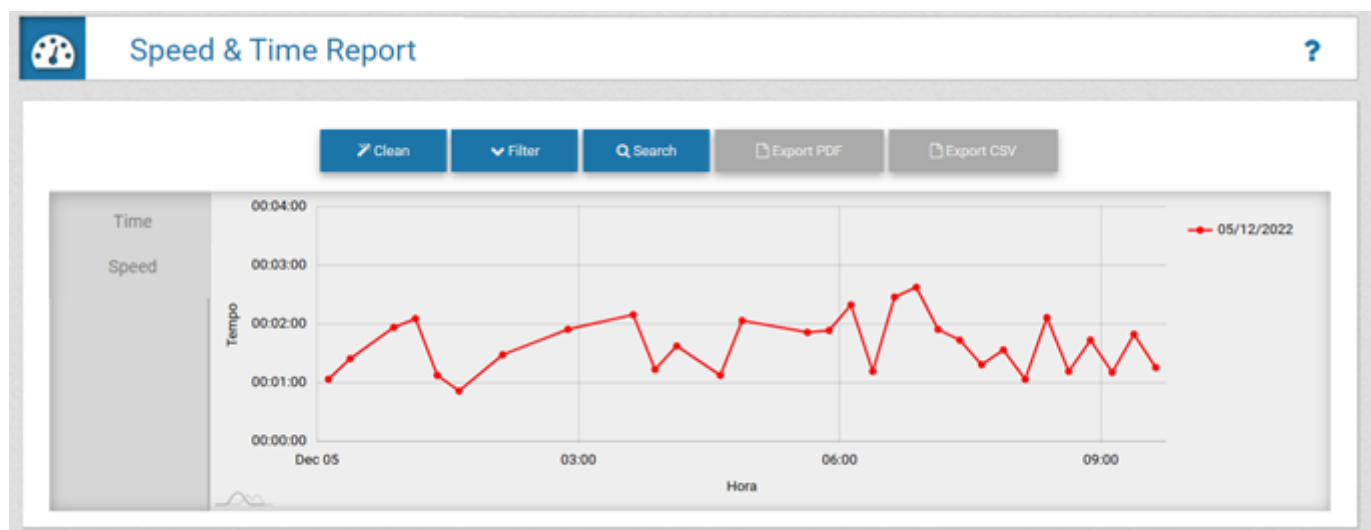 Speed & Time Report
?
Clean
Filter
Search
Export PDF
Export CSV
Time
Speed
Tempo
00:04:00
00:03:00
00:02:00
00:01:00
00:00:00
Dec 05
03:00
06:00
09:00
Hora
05/12/2022